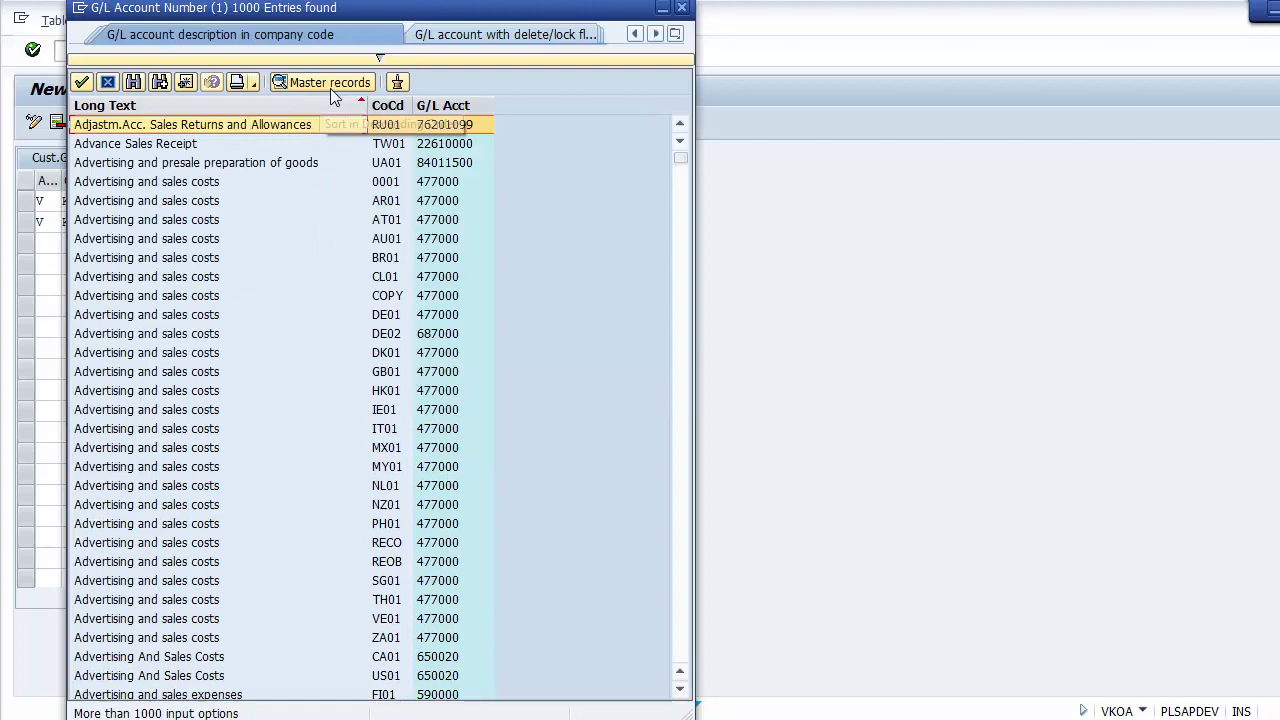 G/L Account Number (1) 1000 Entries found
G/L account description in company code
G/L account with delete/lock fl...
Master records
Long Text CoCd G/L Acct
Adjastm.Acc. Sales Returns and Allowances RU01 76201099
Advance Sales Receipt TW01 22610000
Advertising and presale preparation of goods UA01 84011500
Advertising and sales costs 0001 477000
Advertising and sales costs AR01 477000
Advertising and sales costs AT01 477000
Advertising and sales costs AU01 477000
Advertising and sales costs BR01 477000
Advertising and sales costs CL01 477000
Advertising and sales costs COPY 477000
Advertising and sales costs DE01 477000
Advertising and sales costs DE02 687000
Advertising and sales costs DK01 477000
Advertising and sales costs GB01 477000
Advertising and sales costs HK01 477000
Advertising and sales costs IE01 477000
Advertising and sales costs IT01 477000
Advertising and sales costs MX01 477000
Advertising and sales costs MY01 477000
Advertising and sales costs NL01 477000
Advertising and sales costs NZ01 477000
Advertising and sales costs PH01 477000
Advertising and sales costs RECO 477000
Advertising and sales costs REOB 477000
Advertising and sales costs SG01 477000
Advertising and sales costs TH01 477000
Advertising and sales costs VE01 477000
Advertising and sales costs ZA01 477000
Advertising And Sales Costs CA01 650020
Advertising And Sales Costs US01 650020
Advertising and sales expenses FI01 590000
More than 1000 input options
New
Cust.G
A...
V
V
VKOA PLSAPDEV INS